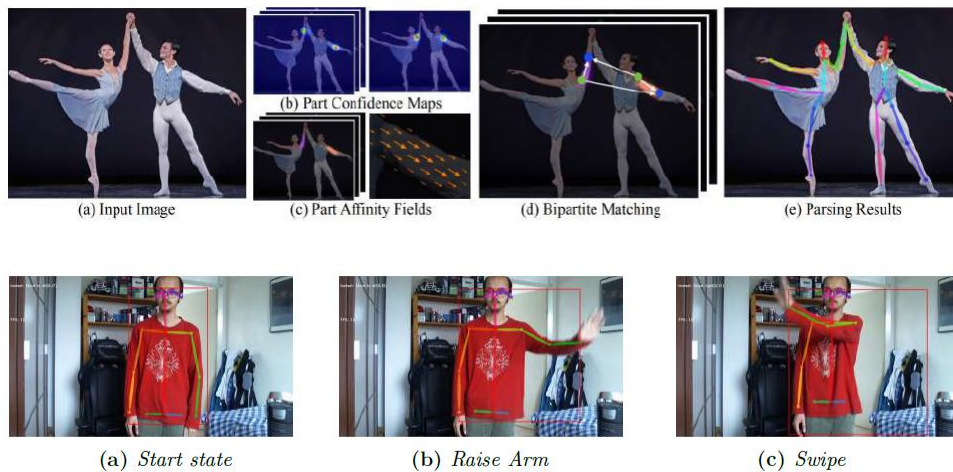 (b) Part Confidence Maps
(a) Input Image
(c) Part Affinity Fields
(d) Bipartite Matching
(e) Parsing Results
(a) Start state
(b) Raise Arm
(c) Swipe